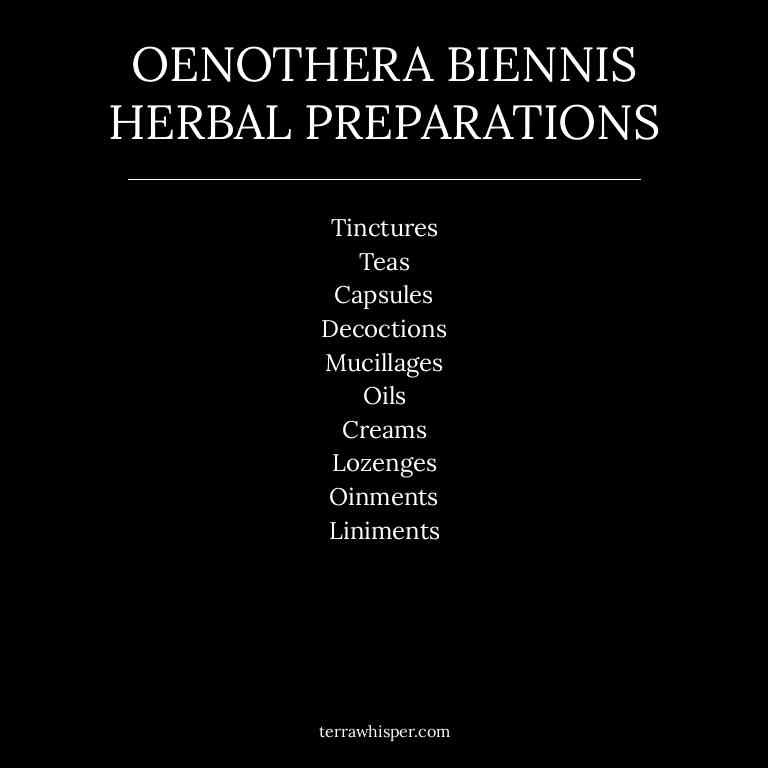 OENOTHERA BIENNIS
HERBAL PREPARATIONS
Tinctures
Teas
Capsules
Decoctions
Mucillages
Oils
Creams
Lozenges
Oinments
Liniments
terrawhisper.com